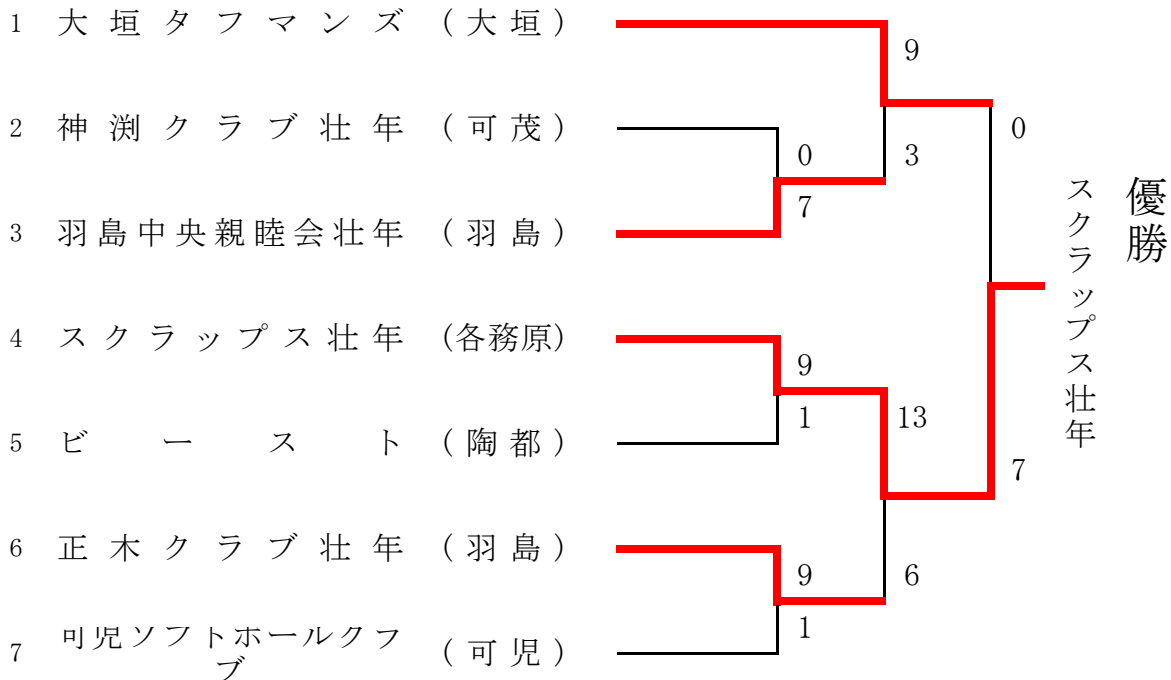 1 大垣タフマンズ (大垣)
9
2 神渕クラブ壮年 (可茂)
0
0
3
7
3 羽島中央親睦会壮年 (羽島)
優勝
スクラップス壮年
4 スクラップス壮年 (各務原)
9
1
13
5 ビースト (陶都)
7
6 正木クラブ壮年 (羽島)
9
6
1
7 可児ソフトボールクラブ (可児)